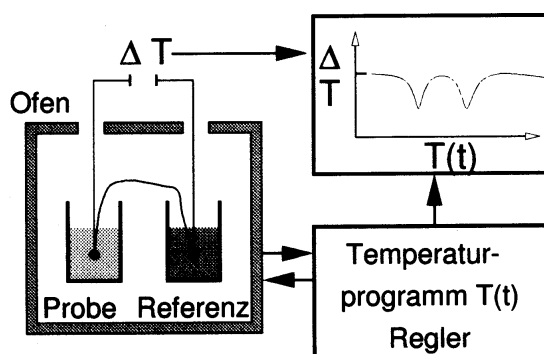 Δ T
Ofen
Probe Referenz
Δ
T
T(t)
Temperatur-
programm T(t)
Regler